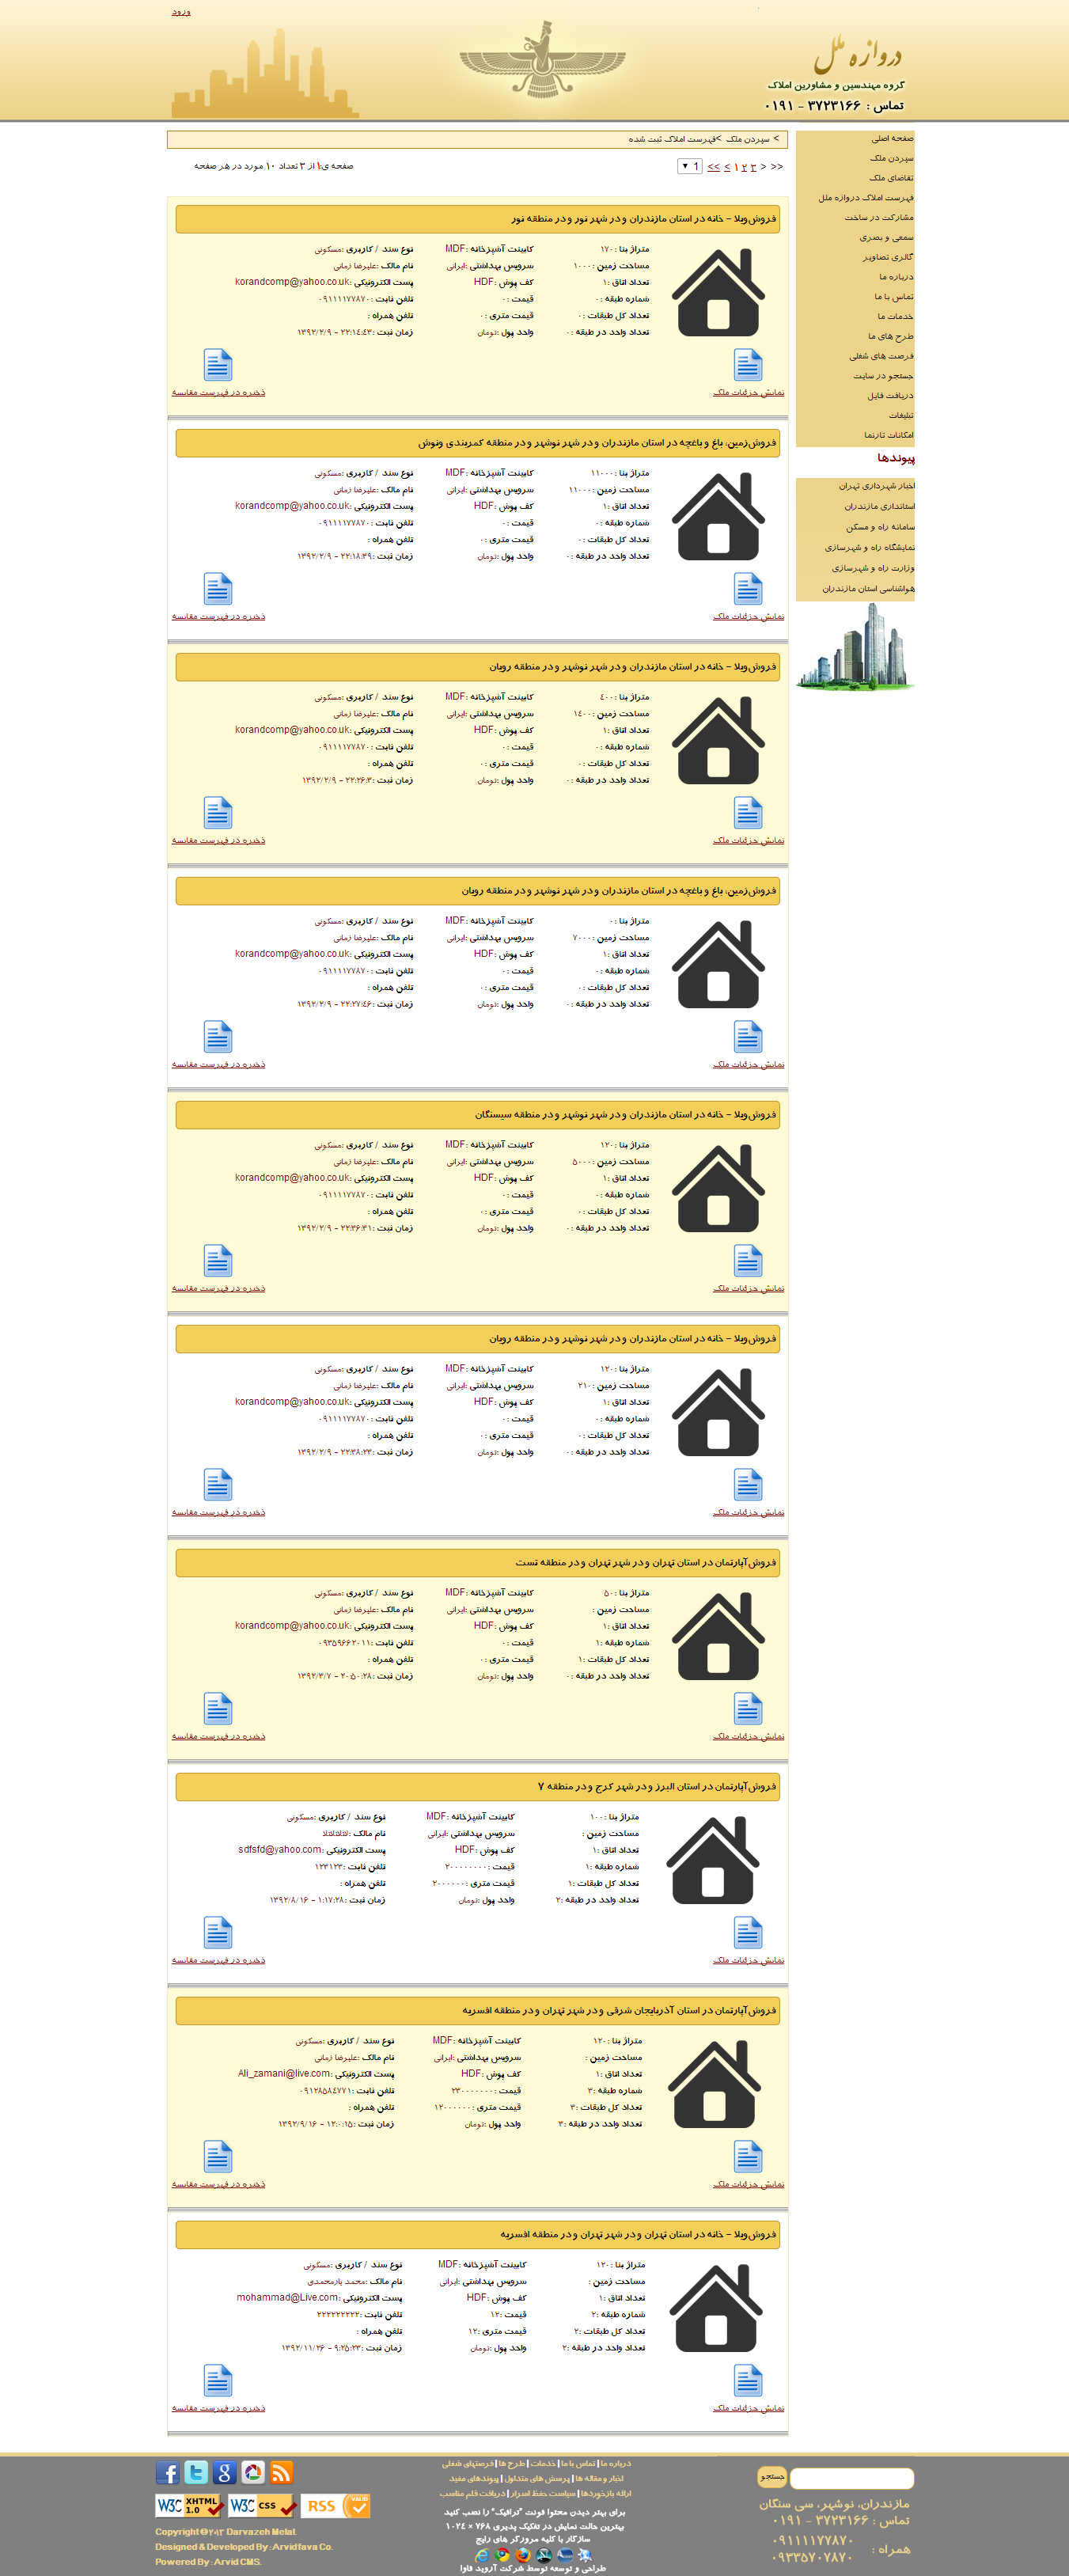 ورود
دروازه ملل
گروه مهندسین و مشاورین املاک
تماس : ۳۷۲۳۱۶۶ - ۰۱۹۱
صفحه اصلی
سپردن ملک
تقاضای ملک
فهرست املاک دروازه ملل
مشارکت در ساخت
سمعی و بصری
گالری تصاویر
درباره ما
تماس با ما
خدمات ما
طرح های ما
فرصت های شغلی
جستجو در سایت
دریافت فایل
تبلیغات
امکانات تارنما
پیوندها
اخبار شهرداری تهران
استانداری مازندران
سامانه راه و مسکن
نمایشگاه راه و شهرسازی
وزارت راه و شهرسازی
هواشناسی استان مازندران
> سپردن ملک >فهرست املاک ثبت شده
<< < ۳ ۲ ۱ > >> 1
صفحه ی:۱ از ۳ تعداد ۱۰ مورد در هر صفحه
فروش‌ویلا - خانه در استان مازندران و در شهر نور و در منطقه نور
متراژ بنا :۱۷۰ کابینت آشپزخانه :MDF نوع سند / کاربری :مسکونی
مساحت زمین :۱۰۰۰ سرویس بهداشتی :ایرانی نام مالک :علیرضا زمانی
تعداد اتاق :۱ کف پوش :HDF پست الکترونیکی :korandcomp@yahoo.co.uk
شماره طبقه :۰ قیمت :۰ تلفن ثابت :۰۹۱۱۱۱۷۷۸۷۰
تعداد کل طبقات :۰ قیمت متری :۰ تلفن همراه :
تعداد واحد در طبقه :۰ واحد پول :تومان زمان ثبت :۲۲:۱٤:٤۳ - ۱۳۹۲/۲/۹
نمایش جزئیات ملک ذخیره در فهرست مقایسه
فروش‌زمین، باغ و باغچه در استان مازندران و در شهر نوشهر و در منطقه کمربندی ونوش
متراژ بنا :۱۱۰۰۰ کابینت آشپزخانه :MDF نوع سند / کاربری :مسکونی
مساحت زمین :۱۱۰۰۰ سرویس بهداشتی :ایرانی نام مالک :علیرضا زمانی
تعداد اتاق :۱ کف پوش :HDF پست الکترونیکی :korandcomp@yahoo.co.uk
شماره طبقه :۰ قیمت :۰ تلفن ثابت :۰۹۱۱۱۱۷۷۸۷۰
تعداد کل طبقات :۰ قیمت متری :۰ تلفن همراه :
تعداد واحد در طبقه :۰ واحد پول :تومان زمان ثبت :۲۲:۱۸:۳۹ - ۱۳۹۲/۲/۹
نمایش جزئیات ملک ذخیره در فهرست مقایسه
فروش‌ویلا - خانه در استان مازندران و در شهر نوشهر و در منطقه رویان
متراژ بنا :٤۰۰ کابینت آشپزخانه :MDF نوع سند / کاربری :مسکونی
مساحت زمین :۱٤۰۰ سرویس بهداشتی :ایرانی نام مالک :علیرضا زمانی
تعداد اتاق :۱ کف پوش :HDF پست الکترونیکی :korandcomp@yahoo.co.uk
شماره طبقه :۰ قیمت :۰ تلفن ثابت :۰۹۱۱۱۱۷۷۸۷۰
تعداد کل طبقات :۰ قیمت متری :۰ تلفن همراه :
تعداد واحد در طبقه :۰ واحد پول :تومان زمان ثبت :۲۲:۲۶:۳ - ۱۳۹۲/۲/۹
نمایش جزئیات ملک ذخیره در فهرست مقایسه
فروش‌زمین، باغ و باغچه در استان مازندران و در شهر نوشهر و در منطقه رویان
متراژ بنا :۰ کابینت آشپزخانه :MDF نوع سند / کاربری :مسکونی
مساحت زمین :۷۰۰۰ سرویس بهداشتی :ایرانی نام مالک :علیرضا زمانی
تعداد اتاق :۱ کف پوش :HDF پست الکترونیکی :korandcomp@yahoo.co.uk
شماره طبقه :۰ قیمت :۰ تلفن ثابت :۰۹۱۱۱۱۷۷۸۷۰
تعداد کل طبقات :۰ قیمت متری :۰ تلفن همراه :
تعداد واحد در طبقه :۰ واحد پول :تومان زمان ثبت :۲۲:۲۷:٤۶ - ۱۳۹۲/۲/۹
نمایش جزئیات ملک ذخیره در فهرست مقایسه
فروش‌ویلا - خانه در استان مازندران و در شهر نوشهر و در منطقه سیسنگان
متراژ بنا :۱۲۰ کابینت آشپزخانه :MDF نوع سند / کاربری :مسکونی
مساحت زمین :۵۰۰۰ سرویس بهداشتی :ایرانی نام مالک :علیرضا زمانی
تعداد اتاق :۱ کف پوش :HDF پست الکترونیکی :korandcomp@yahoo.co.uk
شماره طبقه :۰ قیمت :۰ تلفن ثابت :۰۹۱۱۱۱۷۷۸۷۰
تعداد کل طبقات :۰ قیمت متری :۰ تلفن همراه :
تعداد واحد در طبقه :۰ واحد پول :تومان زمان ثبت :۲۲:۳۶:۳۱ - ۱۳۹۲/۲/۹
نمایش جزئیات ملک ذخیره در فهرست مقایسه
فروش‌ویلا - خانه در استان مازندران و در شهر نوشهر و در منطقه رویان
متراژ بنا :۱۲۰ کابینت آشپزخانه :MDF نوع سند / کاربری :مسکونی
مساحت زمین :۲۱۰ سرویس بهداشتی :ایرانی نام مالک :علیرضا زمانی
تعداد اتاق :۱ کف پوش :HDF پست الکترونیکی :korandcomp@yahoo.co.uk
شماره طبقه :۰ قیمت :۰ تلفن ثابت :۰۹۱۱۱۱۷۷۸۷۰
تعداد کل طبقات :۰ قیمت متری :۰ تلفن همراه :
تعداد واحد در طبقه :۰ واحد پول :تومان زمان ثبت :۲۲:۳۸:۲۳ - ۱۳۹۲/۲/۹
نمایش جزئیات ملک ذخیره در فهرست مقایسه
فروش‌آپارتمان در استان تهران و در شهر تهران و در منطقه تست
متراژ بنا :۵۰ کابینت آشپزخانه :MDF نوع سند / کاربری :مسکونی
مساحت زمین : سرویس بهداشتی :ایرانی نام مالک :علیرضا زمانی
تعداد اتاق :۱ کف پوش :HDF پست الکترونیکی :korandcomp@yahoo.co.uk
شماره طبقه :۱ قیمت :۰ تلفن ثابت :۰۹۳۵۹۶۶۲۰۱۱
تعداد کل طبقات :۱ قیمت متری :۰ تلفن همراه :
تعداد واحد در طبقه :۰ واحد پول :تومان زمان ثبت :۲۰:۵۰:۲۸ - ۱۳۹۲/۳/۷
نمایش جزئیات ملک ذخیره در فهرست مقایسه
فروش‌آپارتمان در استان البرز و در شهر کرج و در منطقه ۷
متراژ بنا :۱۰۰ کابینت آشپزخانه :MDF نوع سند / کاربری :مسکونی
مساحت زمین : سرویس بهداشتی :ایرانی نام مالک :
تعداد اتاق :۱ کف پوش :HDF پست الکترونیکی :sdfsfd@yahoo.com
شماره طبقه :۱ قیمت :۲۰۰۰۰۰۰۰۰ تلفن ثابت :۱۲۳۱۲۳
تعداد کل طبقات :۱ قیمت متری :۲۰۰۰۰۰۰ تلفن همراه :
تعداد واحد در طبقه :۲ واحد پول :تومان زمان ثبت :۱:۱۷:۲۸ - ۱۳۹۲/۸/۱۶
نمایش جزئیات ملک ذخیره در فهرست مقایسه
فروش‌آپارتمان در استان آذربایجان شرقی و در شهر تهران و در منطقه افسریه
متراژ بنا :۱۲۰ کابینت آشپزخانه :MDF نوع سند / کاربری :مسکونی
مساحت زمین : سرویس بهداشتی :ایرانی نام مالک :علیرضا زمانی
تعداد اتاق :۱ کف پوش :HDF پست الکترونیکی :Ali_zamani@live.com
شماره طبقه :۳ قیمت :۲۳۰۰۰۰۰۰۰ تلفن ثابت :۰۹۱۲۸۵۸٤۷۷۱
تعداد کل طبقات :۳ قیمت متری :۱۲۰۰۰۰۰۰ تلفن همراه :
تعداد واحد در طبقه :۳ واحد پول :تومان زمان ثبت :۱۲:۰:۱۵ - ۱۳۹۲/۹/۱۶
نمایش جزئیات ملک ذخیره در فهرست مقایسه
فروش‌ویلا - خانه در استان تهران و در شهر تهران و در منطقه افسریه
متراژ بنا :۱۲۰ کابینت آشپزخانه :MDF نوع سند / کاربری :مسکونی
مساحت زمین : سرویس بهداشتی :ایرانی نام مالک :محمد یارمحمدی
تعداد اتاق :۱ کف پوش :HDF پست الکترونیکی :mohammad@Live.com
شماره طبقه :۲ قیمت :۱۲ تلفن ثابت :۲۲۲۲۲۲۲۲۲
تعداد کل طبقات :۲ قیمت متری :۱۲ تلفن همراه :
تعداد واحد در طبقه :۲ واحد پول :تومان زمان ثبت :۹:۲۵:۲۳ - ۱۳۹۲/۱۱/۲۶
نمایش جزئیات ملک ذخیره در فهرست مقایسه
جستجو
مازندران، نوشهر، سی سنگان
تماس : ۳۷۲۳۱۶۶ - ۰۱۹۱
همراه : ۰۹۱۱۱۱۷۷۸۷۰
۰۹۳۳۵۷۰۷۸۷۰
درباره ما | تماس با ما | خدمات | طرح ها | فرصتهای شغلی
اخبار و مقاله ها | پرسش های متداول | پیوندهای مفید
ارائه بازخوردها | سیاست حفظ اسرار | دریافت قلم مناسب
برای بهتر دیدن محتوا فونت "ترافیک" را نصب کنید
بهترین حالت نمایش در تفکیک پذیری ۷۶۸ × ۱۰۲٤
سازگار با کلیه مرورگر های رایج
طراحی و توسعه توسط شرکت آروید فاوا
W3C XHTML 1.0 W3C CSS RSS VALID
Copyright © ۲۰۱۳ Darvazeh Melal.
Designed & Developed By : Arvid fava Co.
Powered By : Arvid CMS.